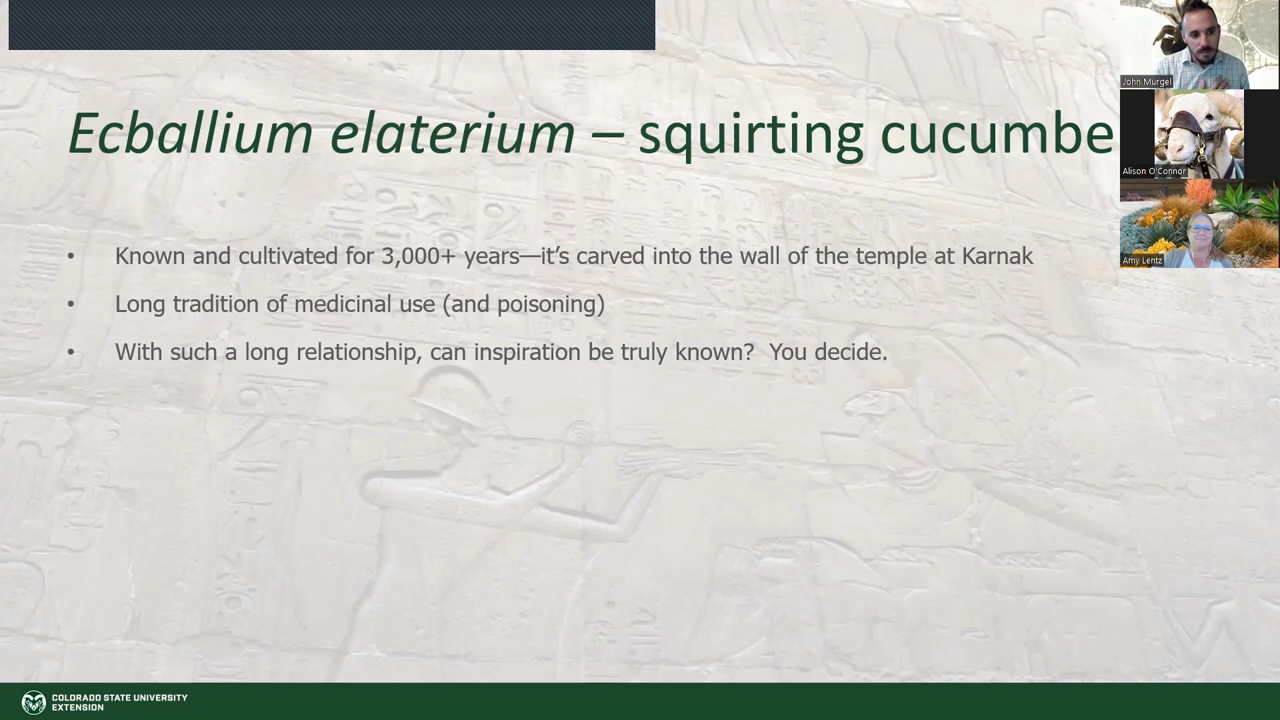 Ecballium elaterium – squirting cucumbe
• Known and cultivated for 3,000+ years—it's carved into the wall of the temple at Karnak
• Long tradition of medicinal use (and poisoning)
• With such a long relationship, can inspiration be truly known?  You decide.
John Murgel
Alison O'Connor
Amy Lentz
COLORADO STATE UNIVERSITY
EXTENSION